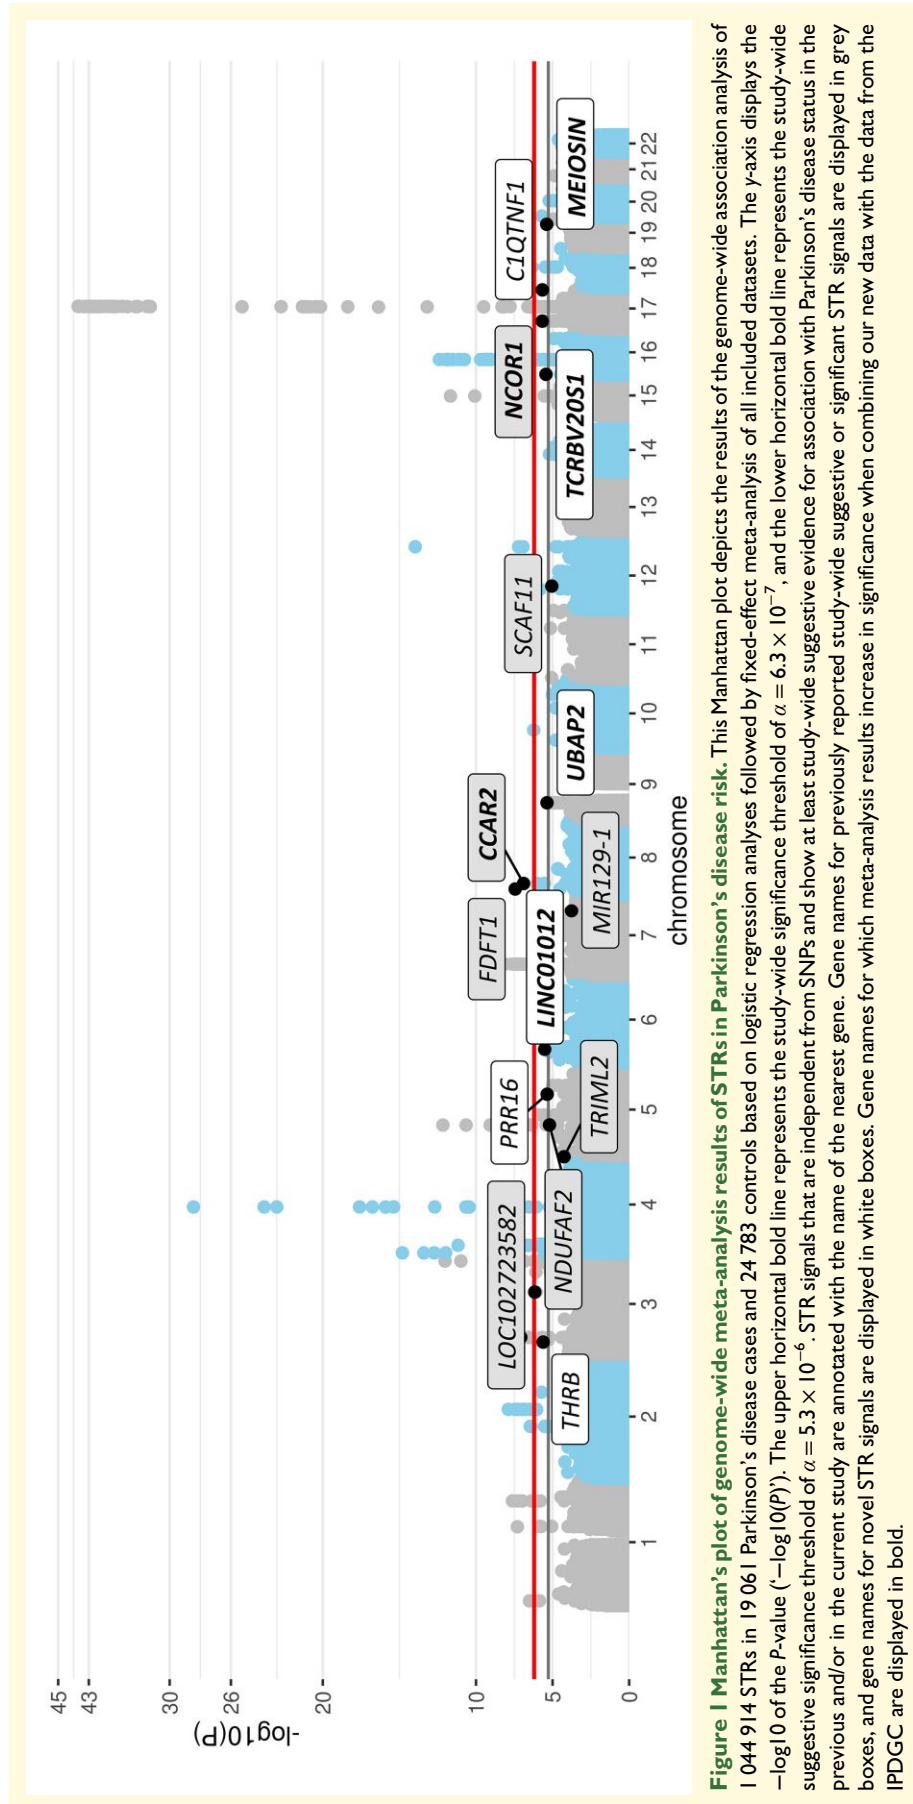 45
43
30
26
20
10
5
0
-log10(P)
C1QTNF1
MEIOSIN
NCOR1
TCRBV20S1
SCAF11
UBAP2
CCAR2
FDFT1
MIR129-1
LINC01012
PRR16
TRIML2
LOC102723582
NDUFAF2
THRB
1 2 3 4 5 6 7 8 9 10 11 12 13 14 15 16 17 18 19 20 21 22
chromosome
Figure 1 Manhattan's plot of genome-wide meta-analysis results of STRs in Parkinson's disease risk. This Manhattan plot depicts the results of the genome-wide association analysis of
1 044 914 STRs in 19 061 Parkinson's disease cases and 24 783 controls based on logistic regression analyses followed by fixed-effect meta-analysis of all included datasets. The y-axis displays the
−log10 of the P-value ('−log10(P)'). The upper horizontal bold line represents the study-wide significance threshold of α = 6.3 × 10−7, and the lower horizontal bold line represents the study-wide
suggestive significance threshold of α = 5.3 × 10−6. STR signals that are independent from SNPs and show at least study-wide suggestive evidence for association with Parkinson's disease status in the
previous and/or in the current study are annotated with the name of the nearest gene. Gene names for previously reported study-wide suggestive or significant STR signals are displayed in grey
boxes, and gene names for novel STR signals are displayed in white boxes. Gene names for which meta-analysis results increase in significance when combining our new data with the data from the
IPDGC are displayed in bold.